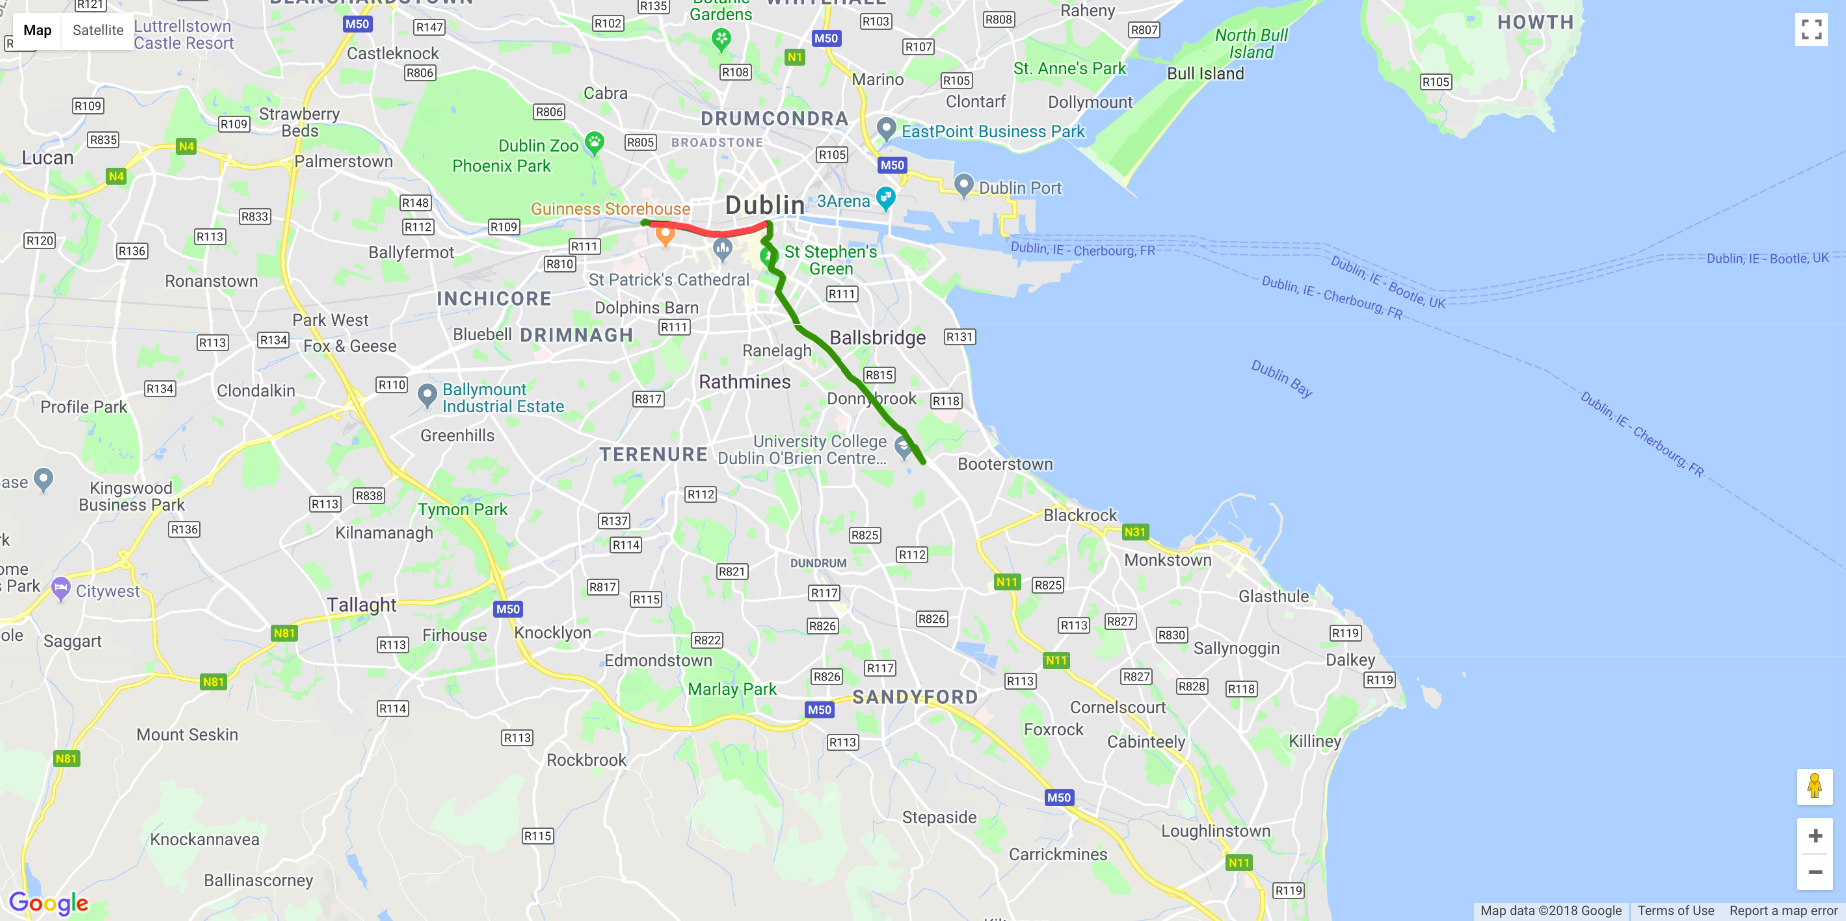 BLANCHARDSTOWN
WHITEHALL
R121
R135
Botanic
Gardens
Raheny
Map
Satellite
Luttrellstown
Castle Resort
M50
R147
R102
R103
R808
R807
HOWTH
North Bull
Island
M50
R107
Castleknock
N1
R806
R108
Marino
R105
St. Anne's Park
Bull Island
R105
Cabra
Clontarf
Dollymount
R109
Strawberry
Beds
R109
R806
DRUMCONDRA
EastPoint Business Park
R835
N4
Dublin Zoo
R805
BROADSTONE
Lucan
Palmerstown
Phoenix Park
R105
M50
N4
Dublin Port
R148
Guinness Storehouse
Dublin
3Arena
R833
R112
R109
R120
R113
R136
Ballyfermot
R111
St Stephen's
Green
Dublin, IE - Cherbourg, FR
Dublin, IE - Bootle, UK
R810
Dublin, IE - Bootle, UK
Ronanstown
St Patrick's Cathedral
Dublin, IE - Cherbourg, FR
INCHICORE
Dolphins Barn
R111
Park West
Bluebell
DRIMNAGH
R111
Ballsbridge
R131
R113
R134
Fox & Geese
Ranelagh
Dublin Bay
R134
Clondalkin
R110
Ballymount
Industrial Estate
Rathmines
R815
Profile Park
R817
Donnybrook
R118
Dublin, IE - Cherbourg, FR
Greenhills
University College
Dublin O'Brien Centre...
TERENURE
Booterstown
ase
Kingswood
Business Park
R113
R838
R112
Tymon Park
Blackrock
R136
Kilnamanagh
R137
R825
N31
R114
R112
Monkstown
ome
s Park
Citywest
DUNDRUM
R821
N11
R825
R817
R115
R117
Glasthule
Tallaght
M50
ole
Saggart
N81
R113
Firhouse
Knocklyon
R822
R826
R826
R113
R827
R830
R119
Sallynoggin
Edmondstown
R117
N11
Dalkey
N81
R826
R113
R827
R828
R118
R119
Marlay Park
SANDYFORD
R114
M50
Cornelscourt
Mount Seskin
R113
R113
Foxrock
Cabinteely
Killiney
N81
Rockbrook
M50
Knockannavea
R115
Stepaside
Loughlinstown
Carrickmines
N11
Ballinascorney
R119
Google
Map data ©2018 Google
Terms of Use
Report a map error